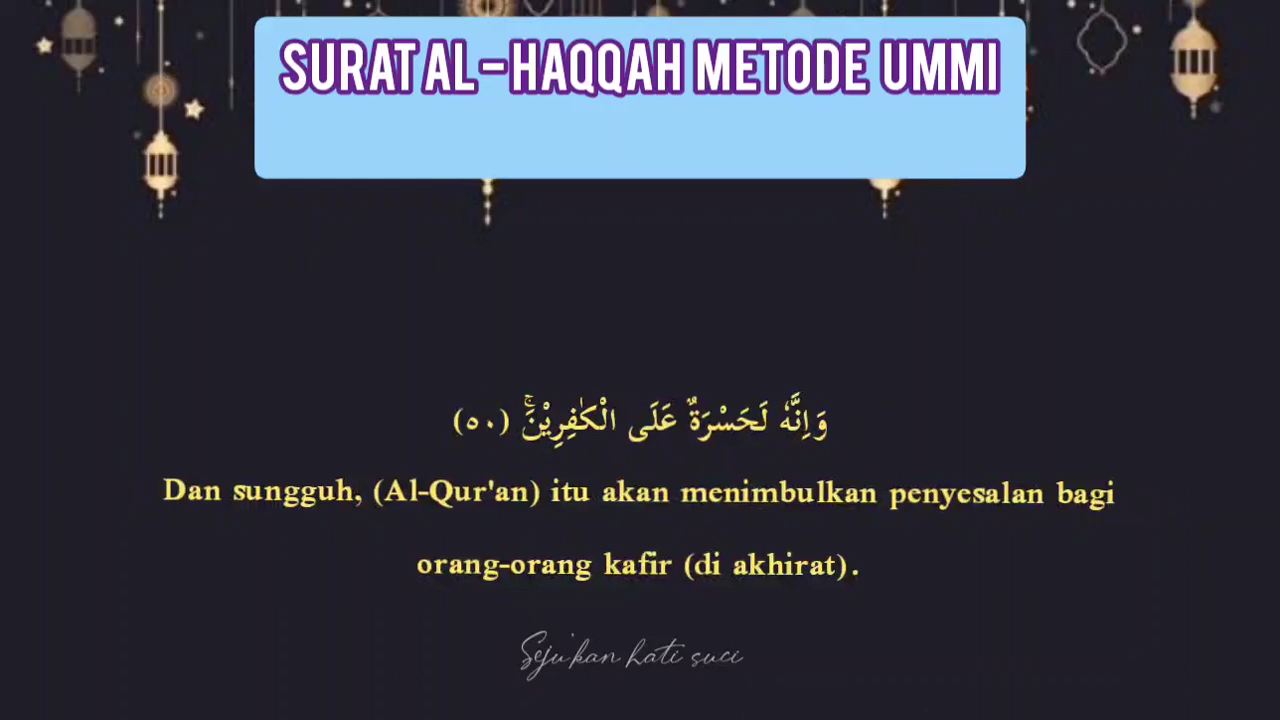 SURAT AL-HAQQAH METODE UMMI
وَاِنَّهٗ لَحَسْرَةٌ عَلَى الْكٰفِرِيْنَۚ (٥٠)
Dan sungguh, (Al-Qur'an) itu akan menimbulkan penyesalan bagi
orang-orang kafir (di akhirat).
Sejukan hati suci